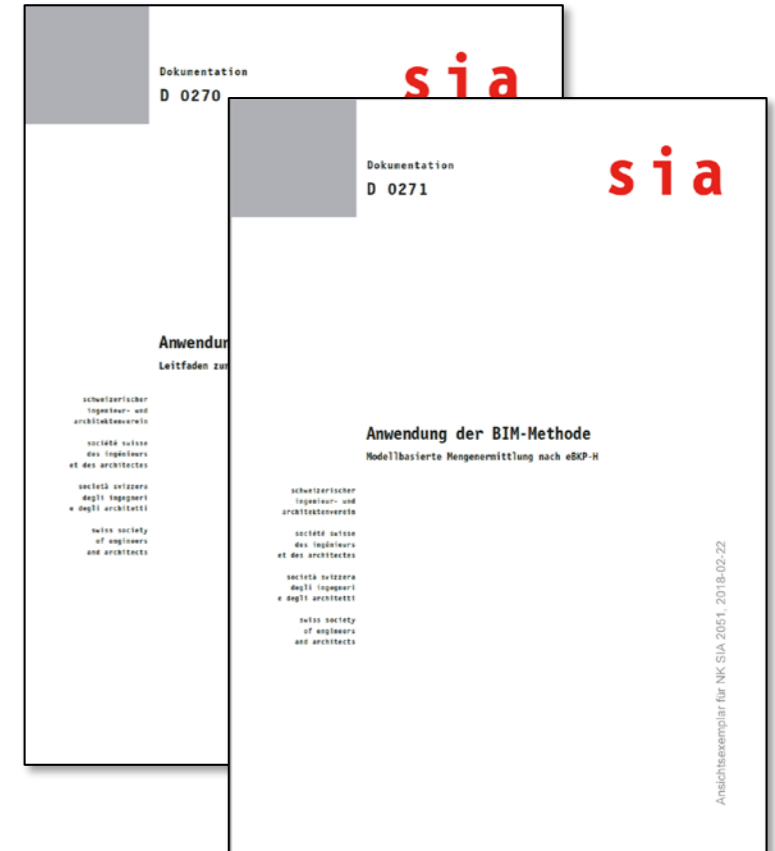 Dokumentation
D 0270
sia
Anwendur
Leitfaden zur
schweizerischer
ingenieur- und
architektenverein
société suisse
des ingénieurs
et des architectes
società svizzera
degli ingegneri
e degli architetti
swiss society
of engineers
and architects
Dokumentation
D 0271
sia
Anwendung der BIM-Methode
Modellbasierte Mengenermittlung nach eBKP-H
schweizerischer
ingenieur- und
architektenverein
société suisse
des ingénieurs
et des architectes
società svizzera
degli ingegneri
e degli architetti
swiss society
of engineers
and architects
Ansichtsexemplar für NK SIA 2051, 2018-02-22